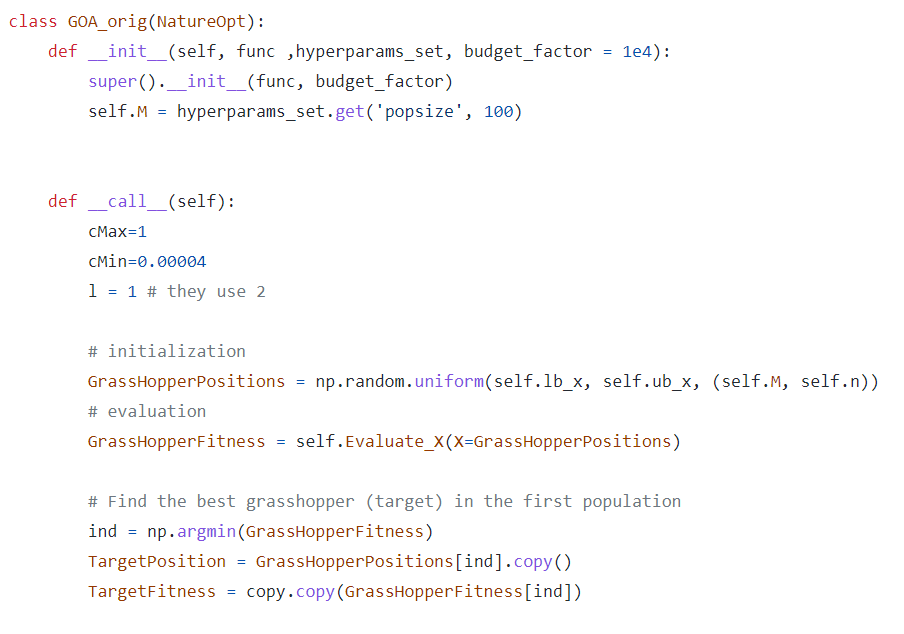 class GOA_orig(NatureOpt):
    def __init__(self, func ,hyperparams_set, budget_factor = 1e4):
        super().__init__(func, budget_factor)
        self.M = hyperparams_set.get('popsize', 100)
    def __call__(self):
        cMax=1
        cMin=0.00004
        l = 1 # they use 2
        # initialization
        GrassHopperPositions = np.random.uniform(self.lb_x, self.ub_x, (self.M, self.n))
        # evaluation
        GrassHopperFitness = self.Evaluate_X(X=GrassHopperPositions)
        # Find the best grasshopper (target) in the first population
        ind = np.argmin(GrassHopperFitness)
        TargetPosition = GrassHopperPositions[ind].copy()
        TargetFitness = copy.copy(GrassHopperFitness[ind])